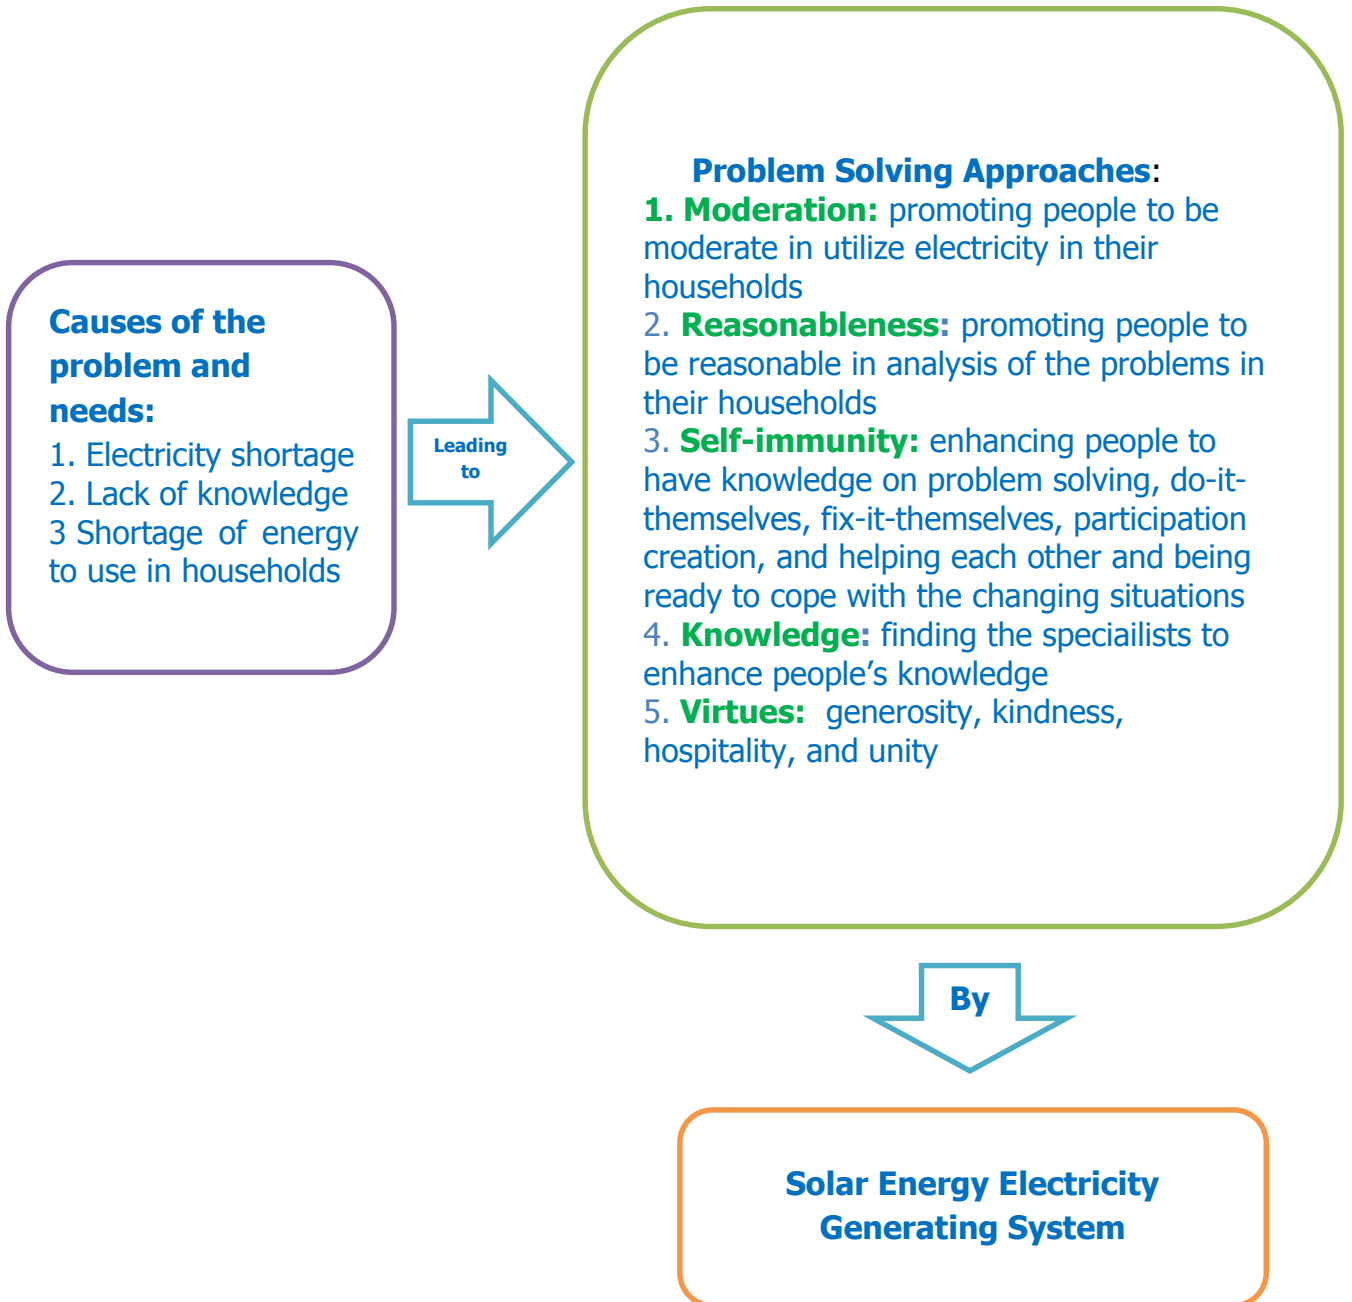 Causes of the
problem and
needs:
1. Electricity shortage
2. Lack of knowledge
3 Shortage of energy
to use in households
Leading
to
Problem Solving Approaches:
1. Moderation: promoting people to be
moderate in utilize electricity in their
households
2. Reasonableness: promoting people to
be reasonable in analysis of the problems in
their households
3. Self-immunity: enhancing people to
have knowledge on problem solving, do-it-
themselves, fix-it-themselves, participation
creation, and helping each other and being
ready to cope with the changing situations
4. Knowledge: finding the speciailists to
enhance people’s knowledge
5. Virtues: generosity, kindness,
hospitality, and unity
By
Solar Energy Electricity
Generating System